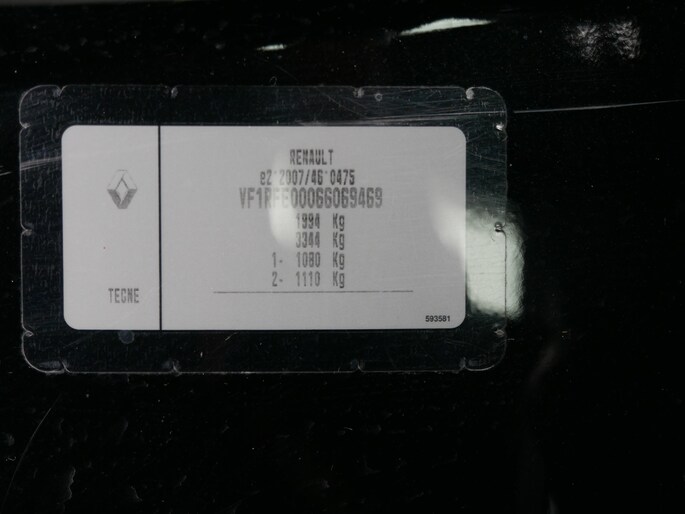 RENAULT
e2*2007/46*0475
VF1RFE00066069469
1994 Kg
3344 Kg
1- 1080 Kg
2- 1110 Kg
TECNE
593581